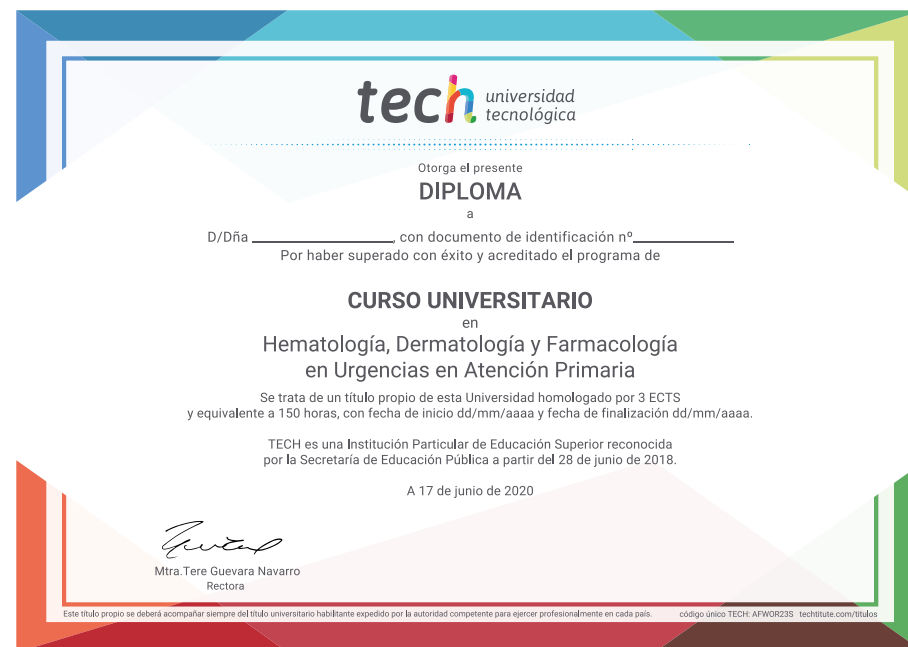 tech universidad
tecnológica
Otorga el presente
DIPLOMA
a
D/Dña ____________________, con documento de identificación nº______________
Por haber superado con éxito y acreditado el programa de
CURSO UNIVERSITARIO
en
Hematología, Dermatología y Farmacología
en Urgencias en Atención Primaria
Se trata de un título propio de esta Universidad homologado por 3 ECTS
y equivalente a 150 horas, con fecha de inicio dd/mm/aaaa y fecha de finalización dd/mm/aaaa.
TECH es una Institución Particular de Educación Superior reconocida
por la Secretaría de Educación Pública a partir del 28 de junio de 2018.
A 17 de junio de 2020
Mtra.Tere Guevara Navarro
Rectora
Este título propio se deberá acompañar siempre del título universitario habilitante expedido por la autoridad competente para ejercer profesionalmente en cada país. código único TECH: AFWOR23S techtitute.com/titulos